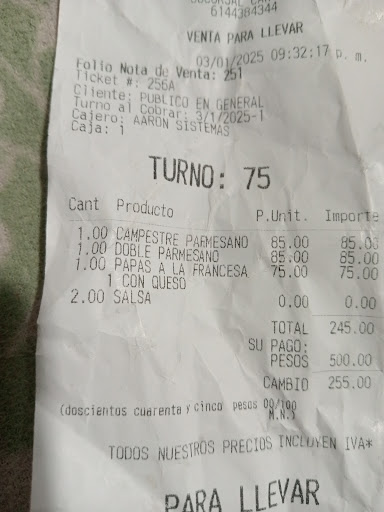 6144384344
VENTA PARA LLEVAR
03/01/2025 09:32:17 p. m.
Folio Nota de Venta: 251
Ticket #: 256A
Cliente: PUBLICO EN GENERAL
Turno al Cobrar: 3/1/2025-1
Cajero: AARON SISTEMAS
Caja: 1
TURNO: 75
Cant Producto P.Unit. Importe
1.00 CAMPESTRE PARMESANO 85.00 85.00
1.00 DOBLE PARMESANO 85.00 85.00
1.00 PAPAS A LA FRANCESA 75.00 75.00
1 CON QUESO
2.00 SALSA 0.00 0.00
TOTAL 245.00
SU PAGO:
PESOS 500.00
CAMBIO 255.00
(doscientos cuarenta y cinco pesos 00/100
M.N.)
TODOS NUESTROS PRECIOS INCLUYEN IVA*
PARA LLEVAR